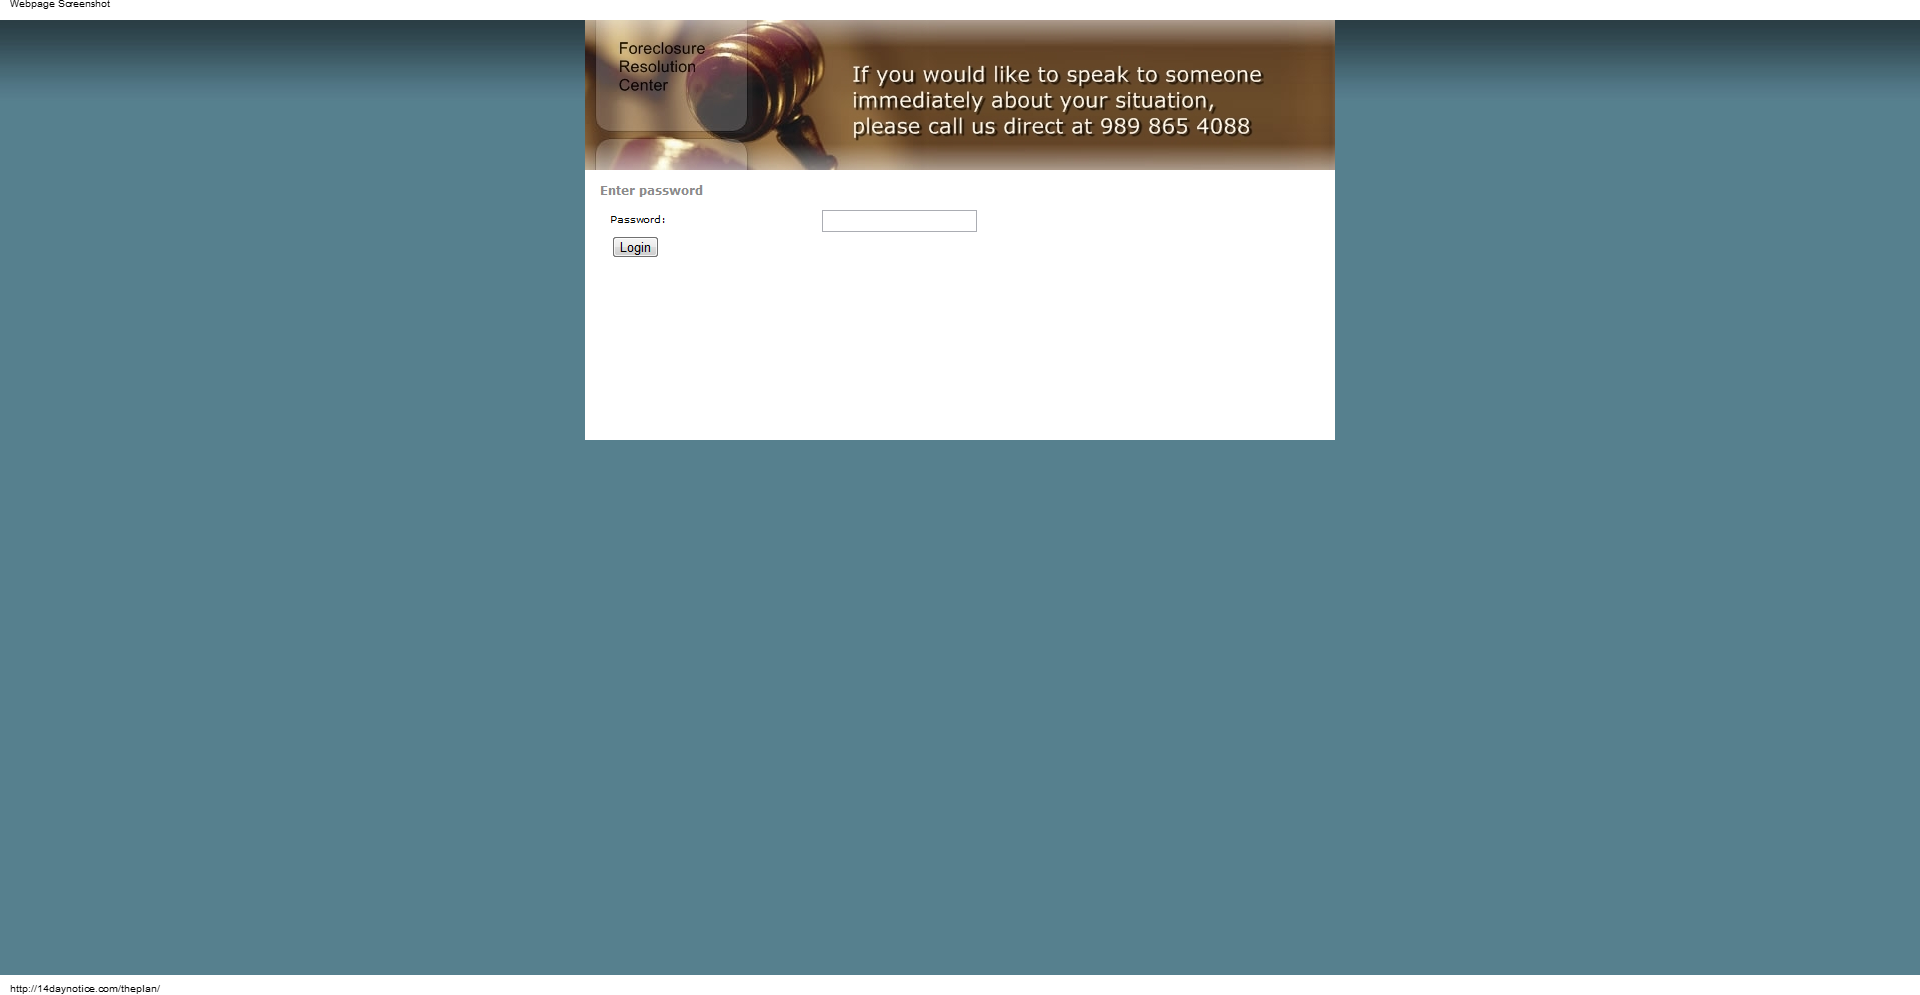 Webpage Screenshot
Foreclosure
Resolution
Center
If you would like to speak to someone
immediately about your situation,
please call us direct at 989 865 4088
Enter password
Password:
Login
http://14daynotice.com/theplan/